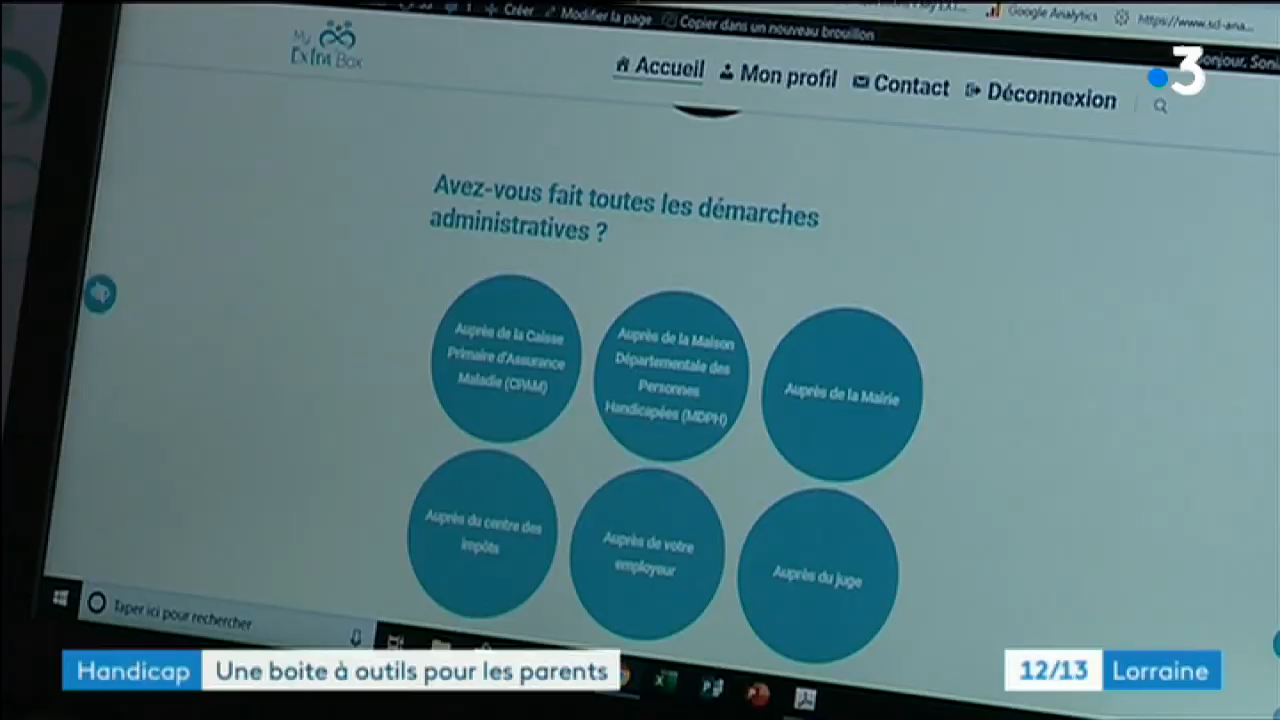 Créer
Modifier la page
Copier dans un nouveau brouillon
Google Analytics
https://www.scl-ana...
Bonjour, Soni
3
My
Extra Box
Accueil
Mon profil
Contact
Déconnexion
Avez-vous fait toutes les démarches
administratives ?
Auprès de la Caisse
Primaire d'Assurance
Maladie (CPAM)
Auprès de la Maison
Départementale des
Personnes
Handicapées (MDPH)
Auprès de la Mairie
Auprès du centre des
impôts
Auprès de votre
employeur
Auprès du juge
Taper ici pour rechercher
Handicap
Une boite à outils pour les parents
12/13
Lorraine